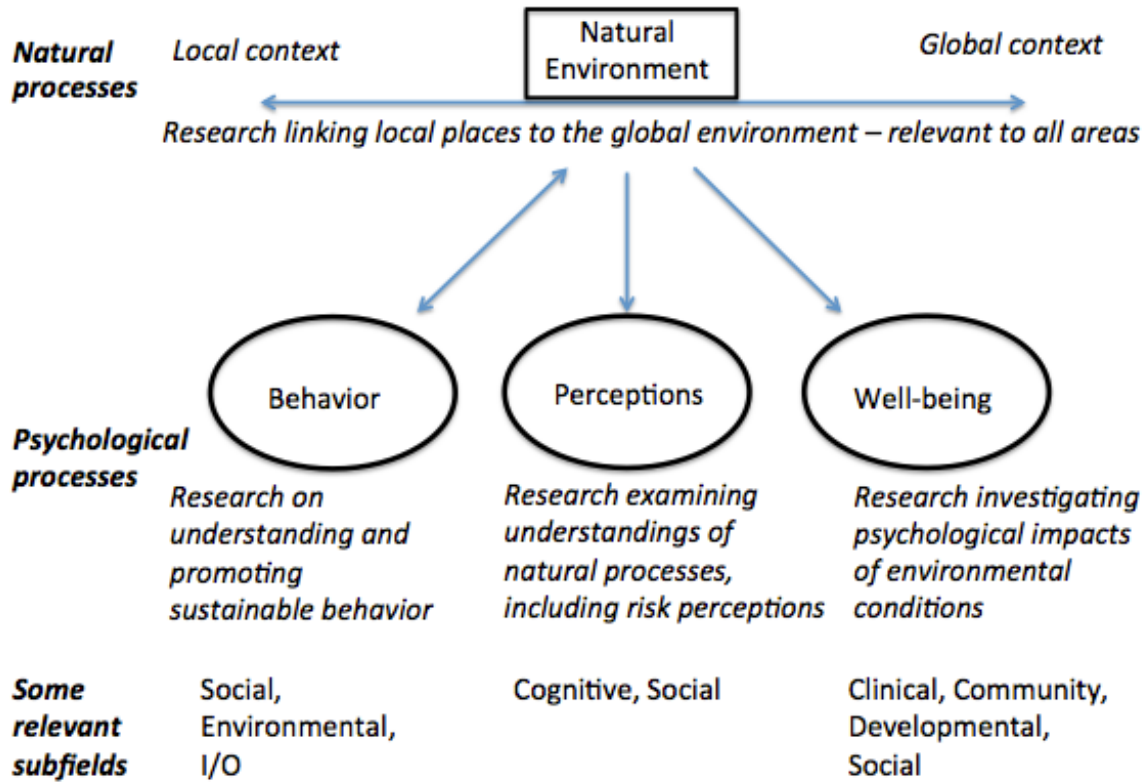 Natural
processes
Local context
Natural
Environment
Global context
Research linking local places to the global environment – relevant to all areas
Behavior
Perceptions
Well-being
Psychological
processes
Research on
understanding and
promoting
sustainable behavior
Research examining
understandings of
natural processes,
including risk perceptions
Research investigating
psychological impacts
of environmental
conditions
Some
relevant
subfields
Social,
Environmental,
I/O
Cognitive, Social
Clinical, Community,
Developmental,
Social